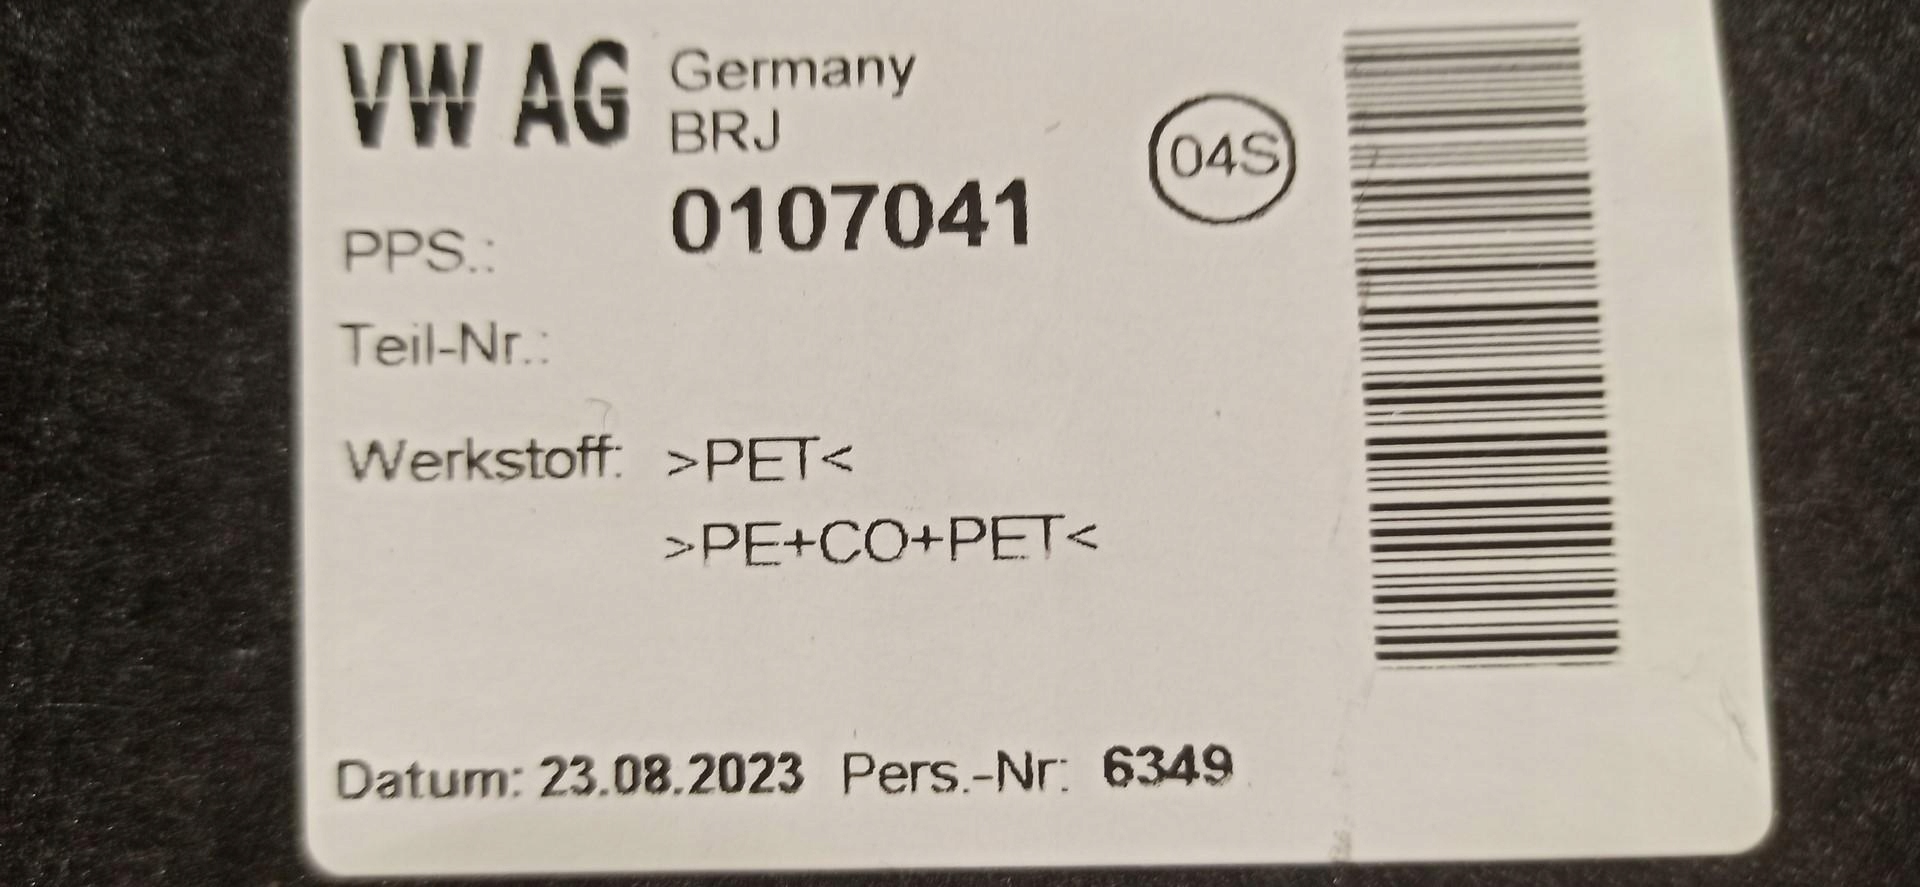 VW AG Germany
BRJ
04S
PPS.: 0107041
Teil-Nr.:
Werkstoff: >PET<
>PE+CO+PET<
Datum: 23.08.2023 Pers.-Nr: 6349